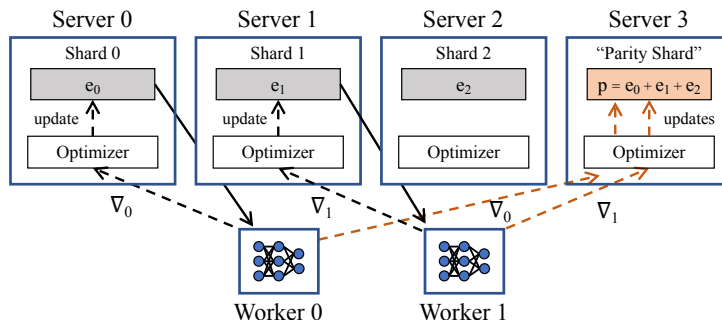 Server 0 Server 1 Server 2 Server 3
Shard 0 Shard 1 Shard 2 “Parity Shard”
e₀ e₁ e₂ p = e₀ + e₁ + e₂
update update updates
Optimizer Optimizer Optimizer Optimizer
∇₀ ∇₁ ∇₀ ∇₁
Worker 0 Worker 1